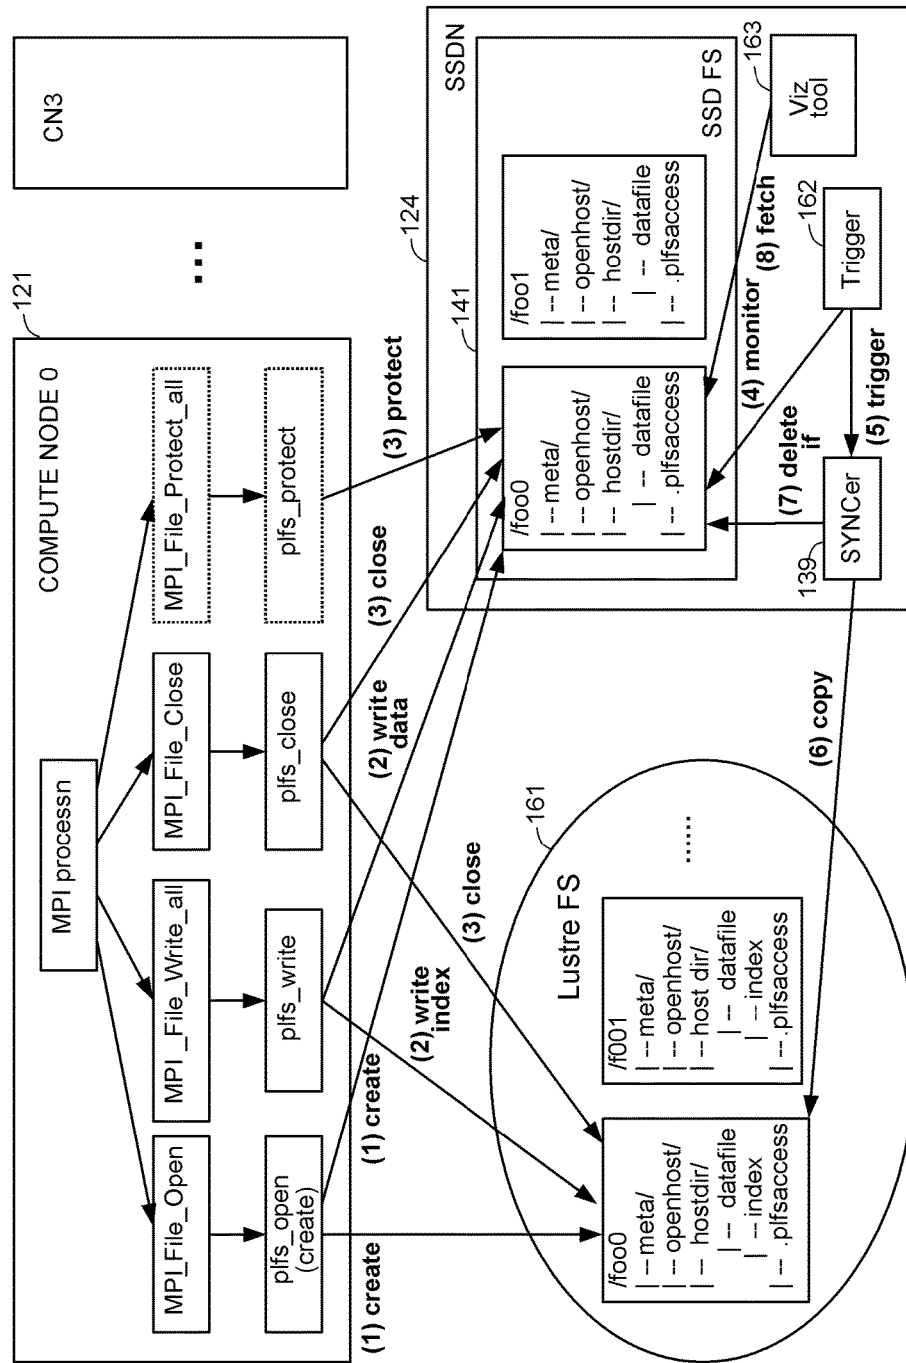 COMPUTE NODE 0
121
CN3
...
MPI processn
MPI_File_Open
MPI_File_Write_all
MPI_File_Close
MPI_File_Protect_all
plfs_open
(create)
plfs_write
plfs_close
plfs_protect
(1) create
(1) create
(2) write
index
(2) write
data
(3) close
(3) close
(3) protect
Lustre FS
161
/foo0
| --meta/
| -- openhost/
| -- hostdir/
| -- datafile
| -- index
| -- .plfsaccess
/f001
| --meta/
| --openhost/
| -- host dir/
| -- datafile
| -- index
| -- .plfsaccess
......
(6) copy
SSDN
124
141
SSD FS
/foo0
| --meta/
| -- openhost/
| -- hostdir/
| -- datafile
| -- .plfsaccess
/foo1
| --meta/
| -- openhost/
| -- hostdir/
| -- datafile
| -- .plfsaccess
(7) delete
if
(4) monitor
(8) fetch
139
SYNCer
(5) trigger
Trigger
162
Viz
tool
163